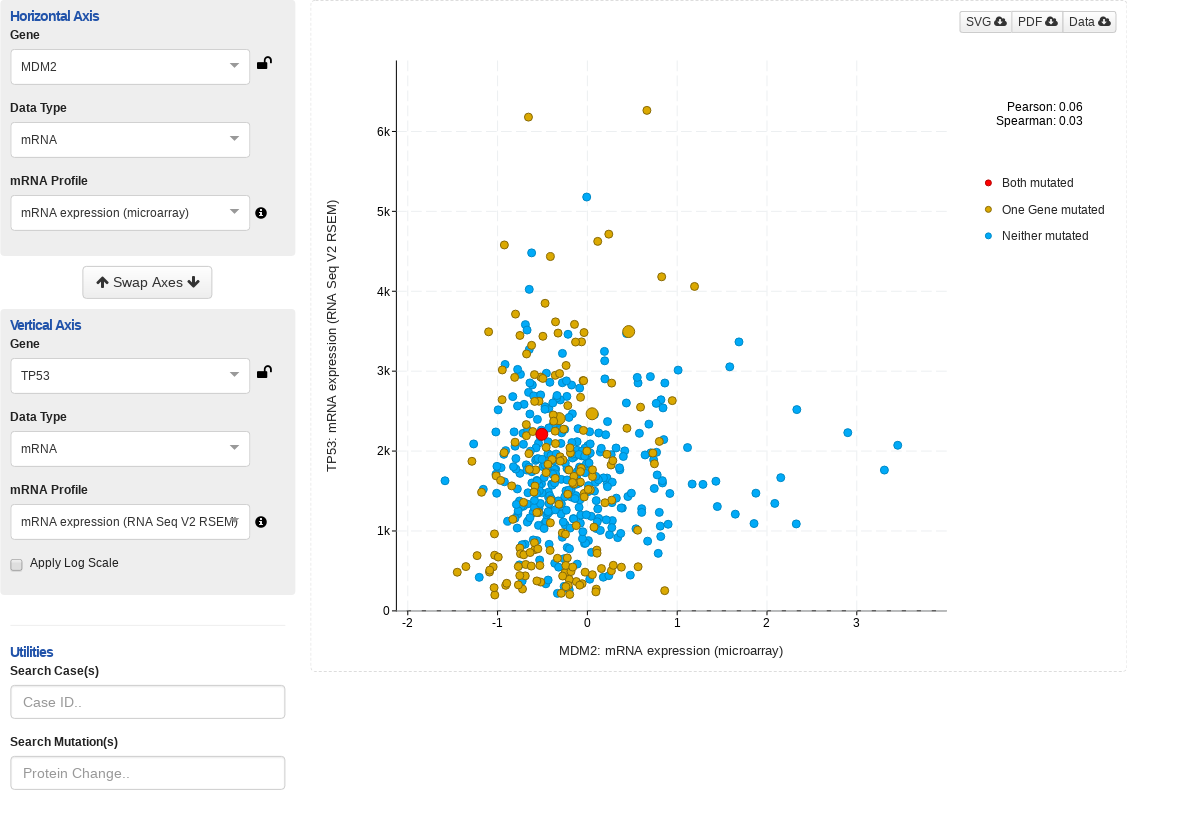 Horizontal Axis
Gene
MDM2
Data Type
mRNA
mRNA Profile
mRNA expression (microarray)
Swap Axes
Vertical Axis
Gene
TP53
Data Type
mRNA
mRNA Profile
mRNA expression (RNA Seq V2 RSEM)
Apply Log Scale
Utilities
Search Case(s)
Case ID..
Search Mutation(s)
Protein Change..
SVG PDF Data
Pearson: 0.06
Spearman: 0.03
Both mutated
One Gene mutated
Neither mutated
TP53: mRNA expression (RNA Seq V2 RSEM)
6k
5k
4k
3k
2k
1k
0
-2 -1 0 1 2 3
MDM2: mRNA expression (microarray)